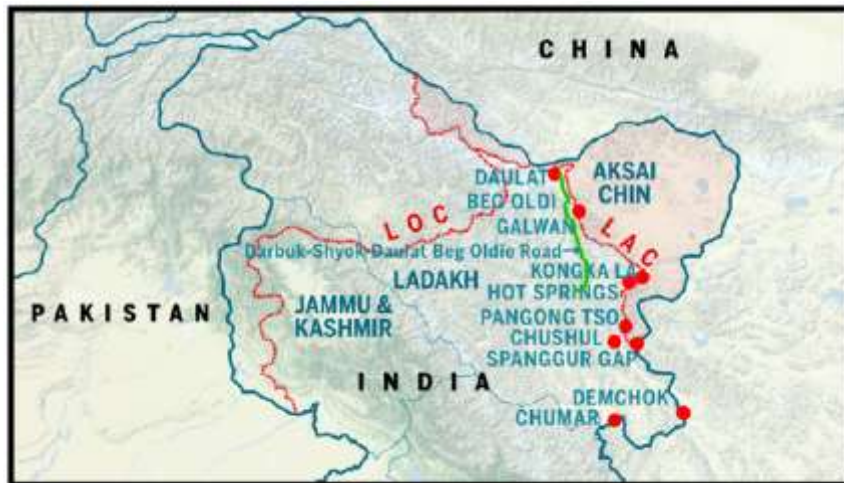 CHINA
AKSAI
CHIN
DAULAT
BEG OLDI
GALWAN
LOC
LAC
Darbuk-Shyok-Daulat Beg Oldie Road
KONGKA LA
LADAKH
HOT SPRINGS
JAMMU &
KASHMIR
PAKISTAN
PANGONG TSO
CHUSHUL
SPANGGUR GAP
INDIA
DEMCHOK
CHUMAR